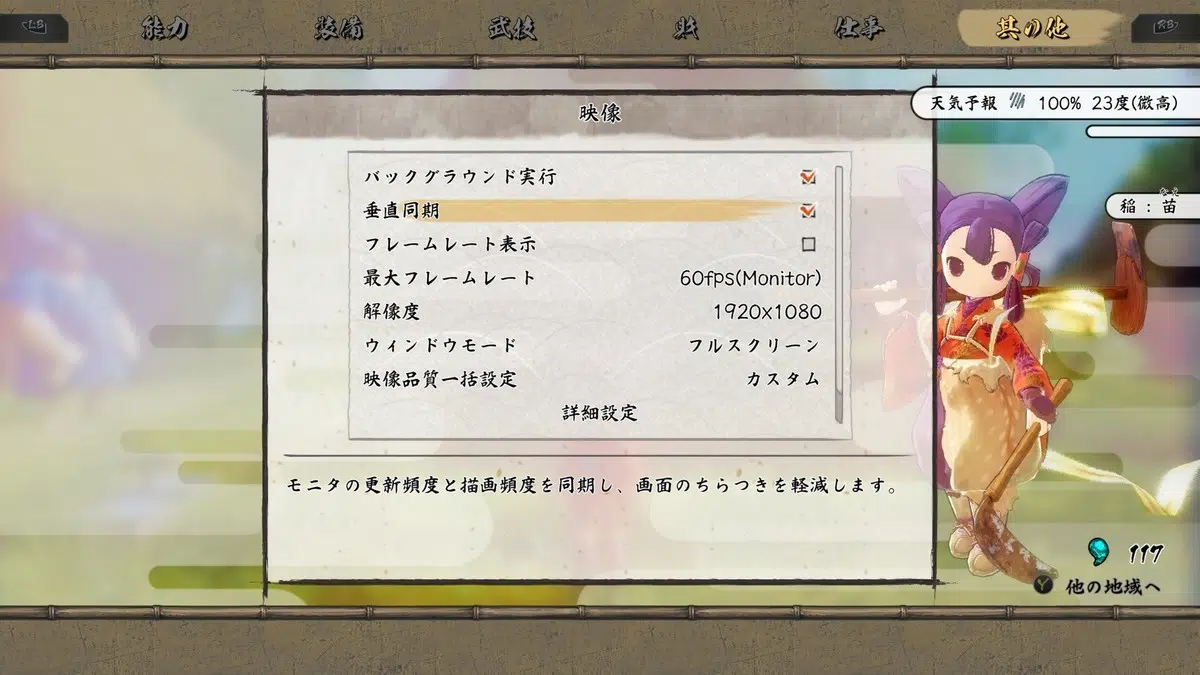 LB 能力 装備 武技 財 仕事 其の他 RB
天気予報 100% 23度(微高)
映像
バックグラウンド実行
垂直同期
フレームレート表示
最大フレームレート 60fps(Monitor)
解像度 1920x1080
ウィンドウモード フルスクリーン
映像品質一括設定 カスタム
詳細設定
なえ
稲 : 苗
モニタの更新頻度と描画頻度を同期し、画面のちらつきを軽減します。
117
Y 他の地域へ